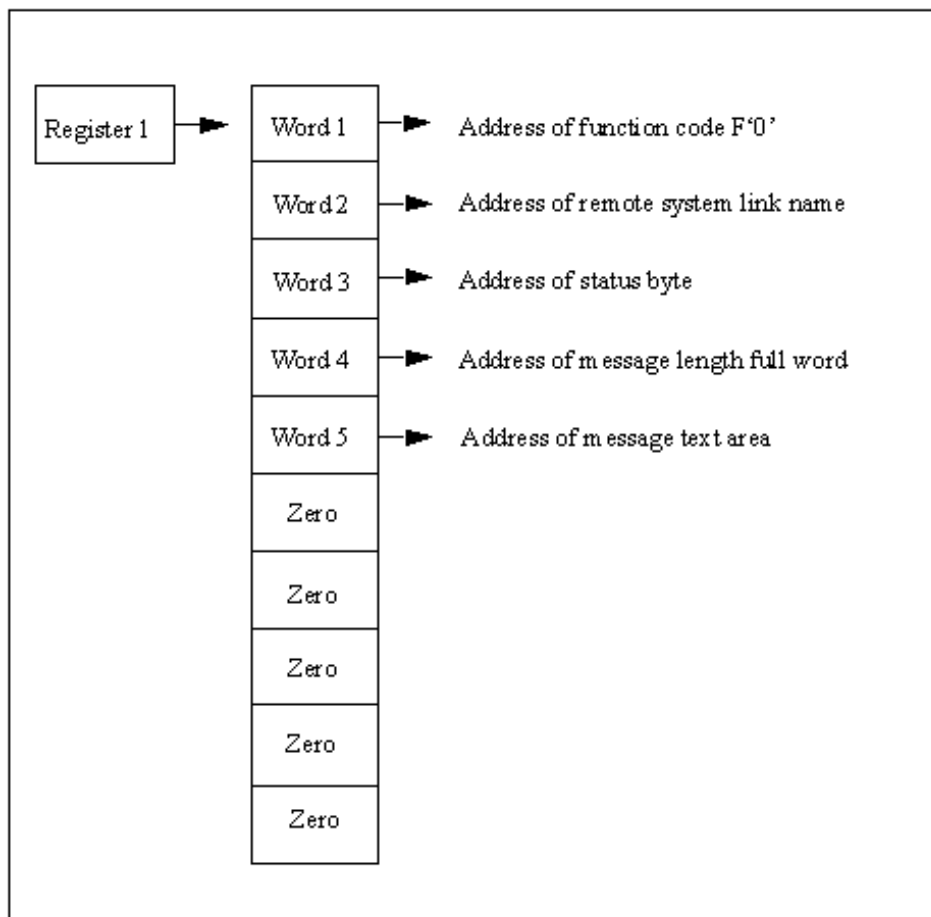 Register 1
Word 1
Address of function code F‘0’
Word 2
Address of remote system link name
Word 3
Address of status byte
Word 4
Address of message length full word
Word 5
Address of message text area
Zero
Zero
Zero
Zero
Zero